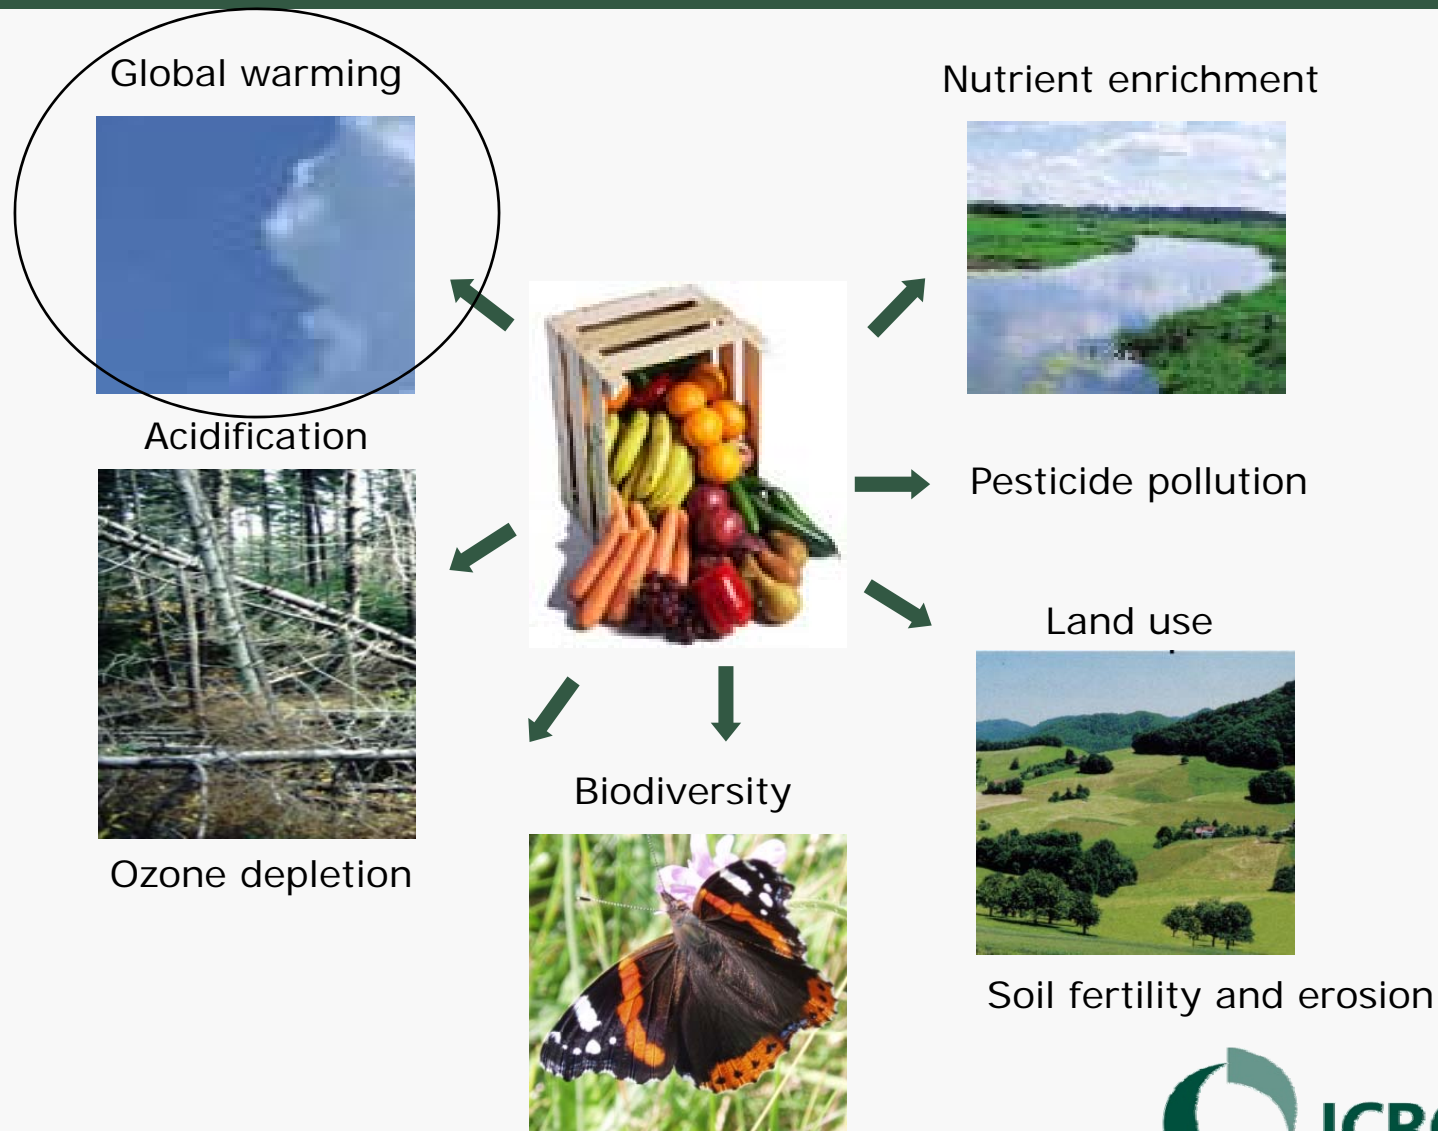 Global warming
Nutrient enrichment
Acidification
Pesticide pollution
Land use
Biodiversity
Ozone depletion
Soil fertility and erosion